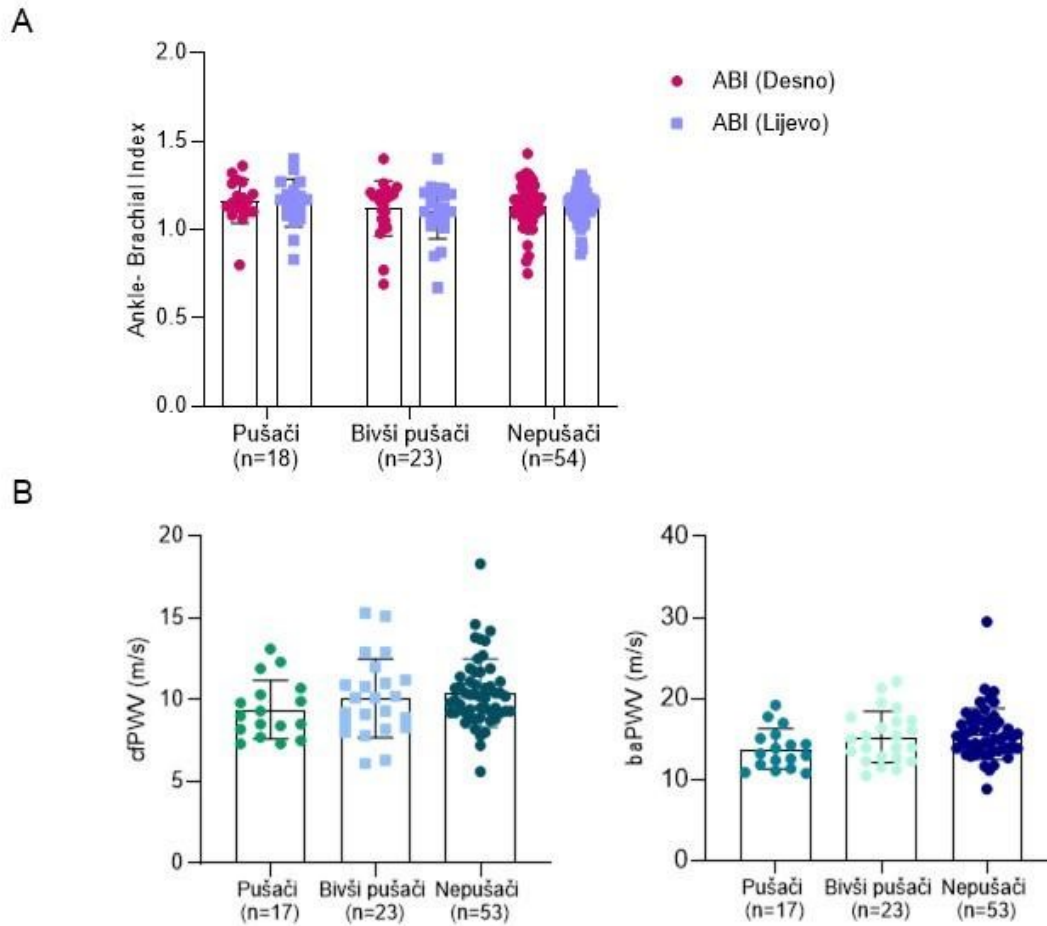 A
2.0
1.5
1.0
0.5
0.0
Ankle- Brachial Index
ABI (Desno)
ABI (Lijevo)
Pušači
(n=18)
Bivši pušači
(n=23)
Nepušači
(n=54)
B
20
15
10
5
0
cfPWV (m/s)
Pušači
(n=17)
Bivši pušači
(n=23)
Nepušači
(n=53)
40
30
20
10
0
baPWV (m/s)
Pušači
(n=17)
Bivši pušači
(n=23)
Nepušači
(n=53)